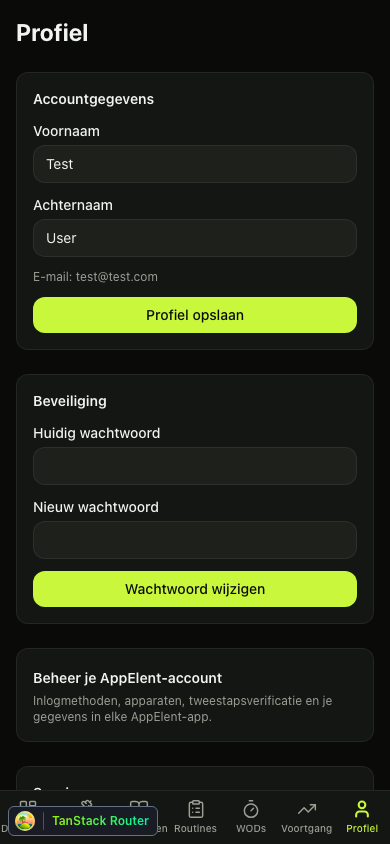 Profiel
Accountgegevens
Voornaam
Test
Achternaam
User
E-mail: test@test.com
Profiel opslaan
Beveiliging
Huidig wachtwoord
Nieuw wachtwoord
Wachtwoord wijzigen
Beheer je AppElent-account
Inlogmethoden, apparaten, tweestapsverificatie en je
gegevens in elke AppElent-app.
TanStack Router
Routines
WODs
Voortgang
Profiel